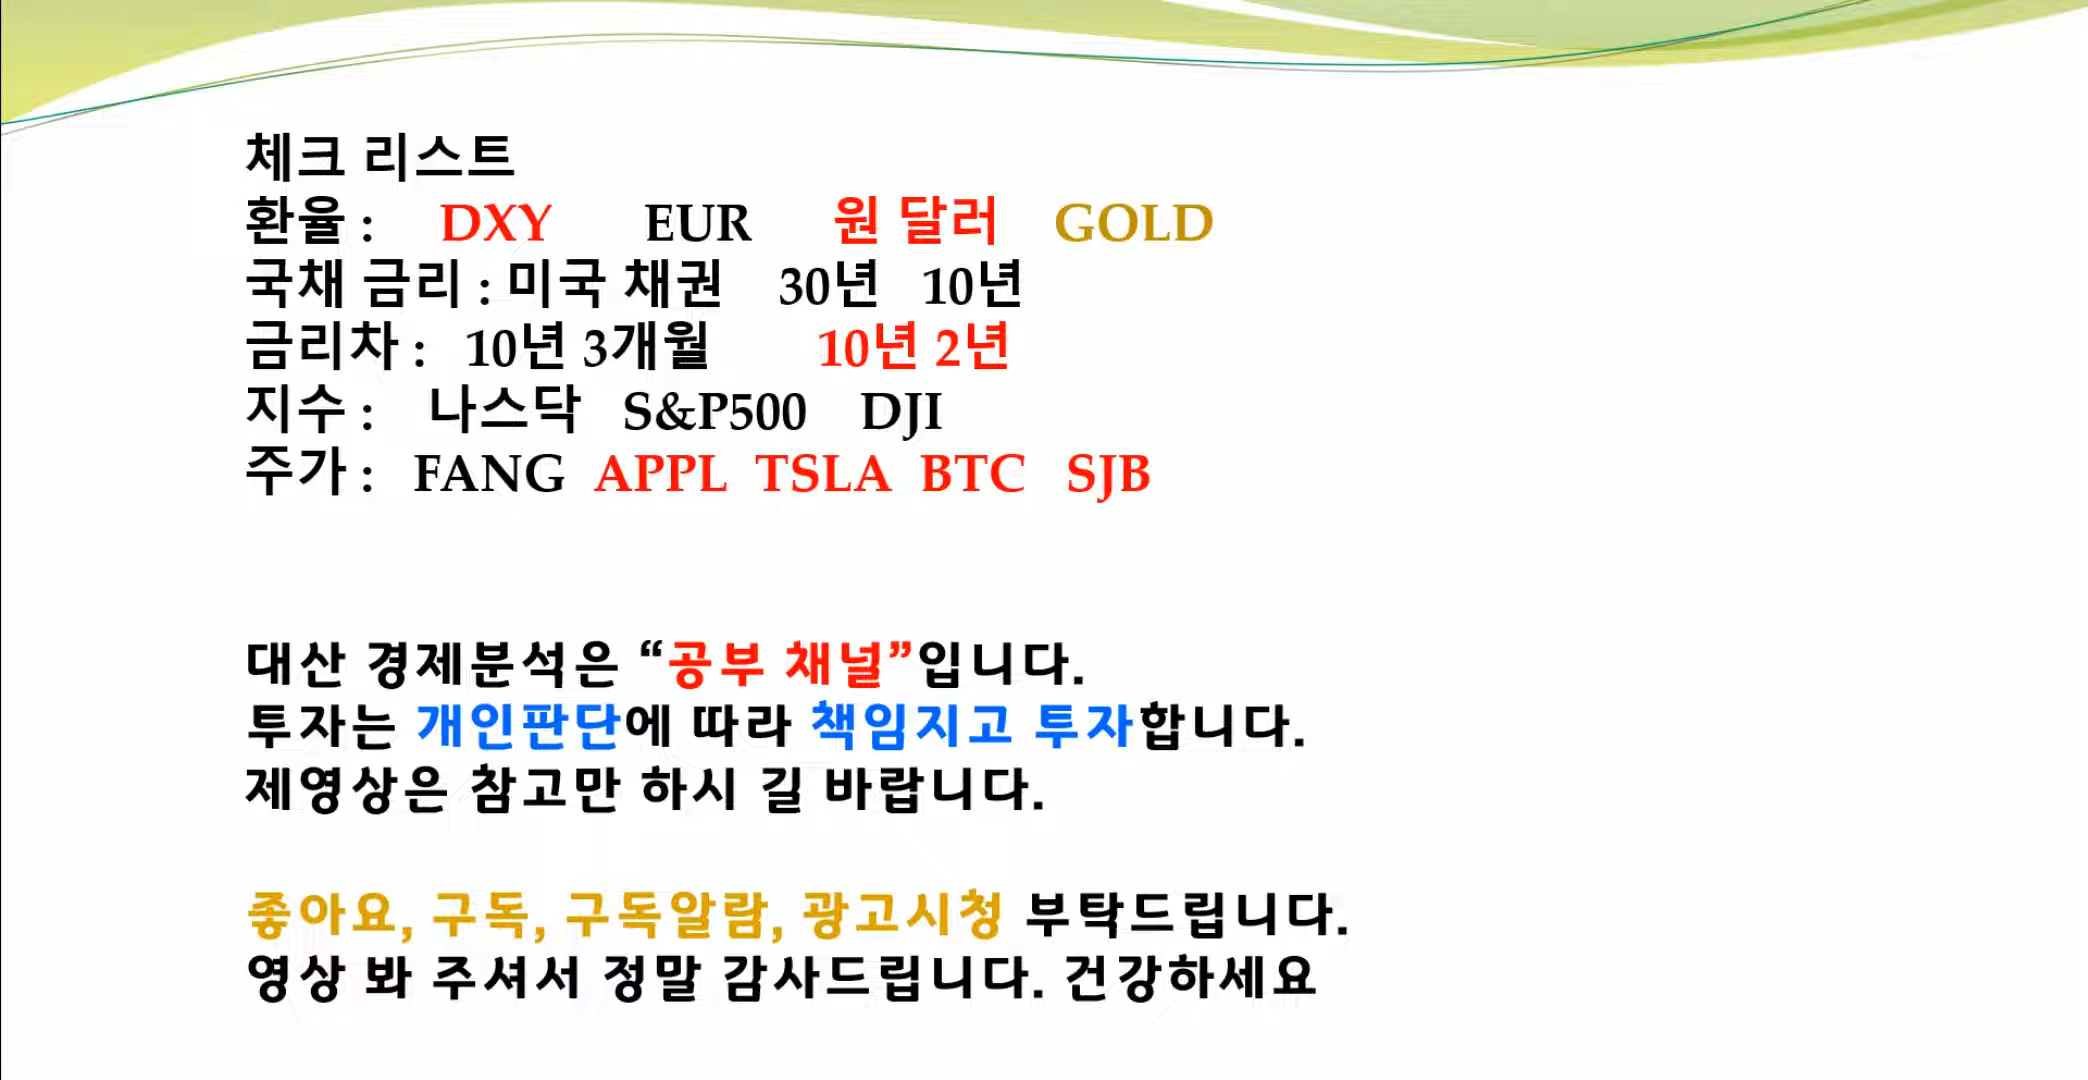 체크 리스트
환율 : DXY EUR 원 달러 GOLD
국채 금리 : 미국 채권 30년 10년
금리차 : 10년 3개월 10년 2년
지수 : 나스닥 S&P500 DJI
주가 : FANG APPL TSLA BTC SJB
대산 경제분석은 “공부 채널”입니다.
투자는 개인판단에 따라 책임지고 투자합니다.
제영상은 참고만 하시 길 바랍니다.
좋아요, 구독, 구독알람, 광고시청 부탁드립니다.
영상 봐 주셔서 정말 감사드립니다. 건강하세요